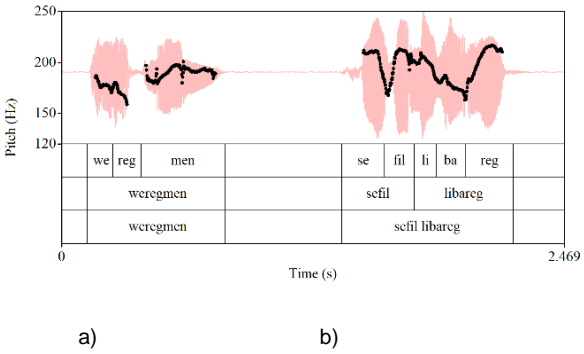 250
200
150
120
Pitch (Hz)
we reg men se fil li ba reg
weregmen sefil libareg
weregmen sefil libareg
0 2.469
Time (s)
a) b)